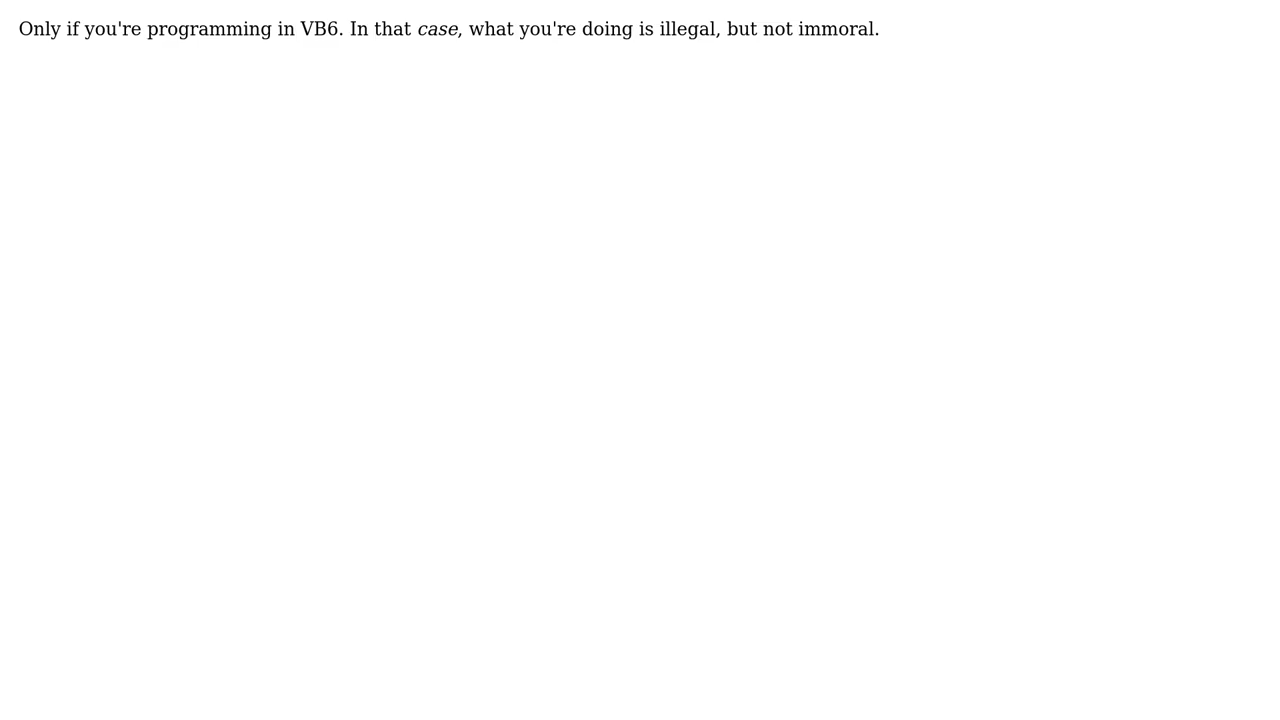 Only if you're programming in VB6. In that case, what you're doing is illegal, but not immoral.